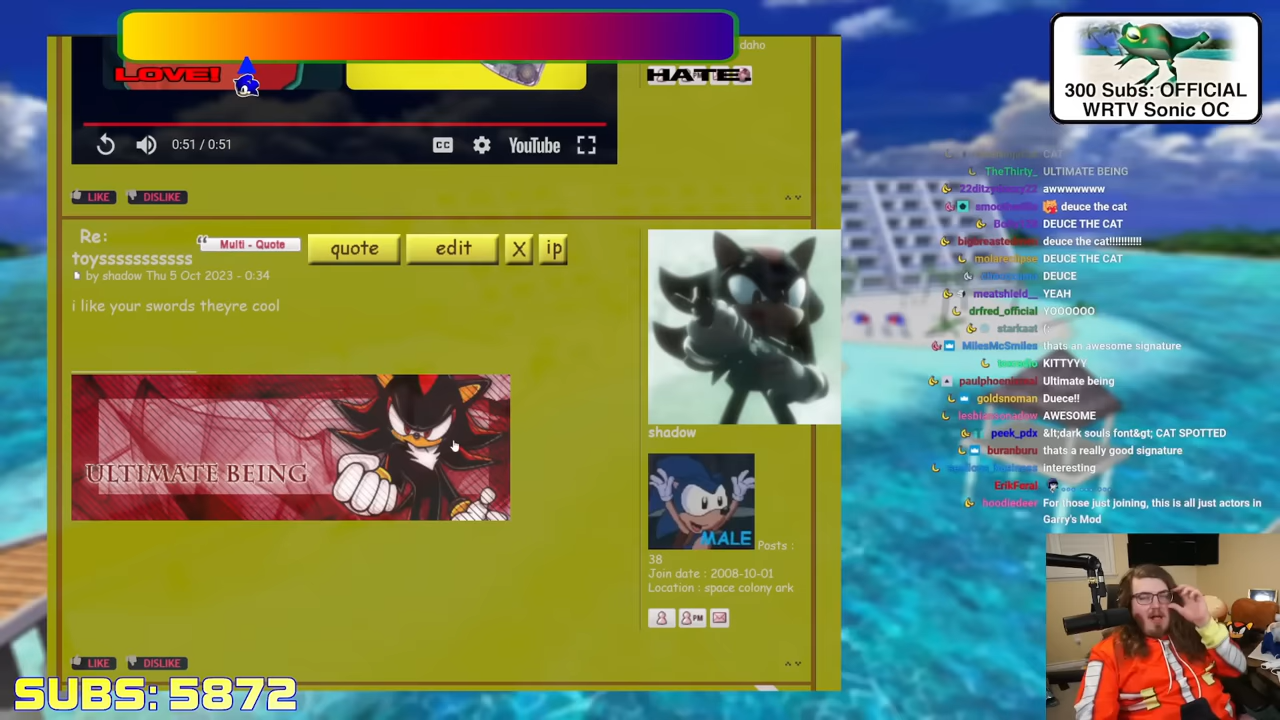 LOVE!
HATE.
daho
0:51 / 0:51
CC
YouTube
LIKE
DISLIKE
Re:
toysssssssssss
Multi - Quote
quote
edit
X
ip
by shadow Thu 5 Oct 2023 - 0:34
i like your swords theyre cool
ULTIMATE BEING
shadow
MALE
Posts :
38
Join date : 2008-10-01
Location : space colony ark
PM
LIKE
DISLIKE
SUBS: 5872
300 Subs: OFFICIAL
WRTV Sonic OC
CAT
TheThirty_ ULTIMATE BEING
awwwwwww
deuce the cat
DEUCE THE CAT
deuce the cat!!!!!!!!!!!
DEUCE THE CAT
DEUCE
meatshield__ YEAH
drfred_official YOOOOOO
starkaat
MilesMcSmiles thats an awesome signature
KITTYYY
Ultimate being
goldsnoman Duece!!
AWESOME
peek_pdx &lt;dark souls font&gt; CAT SPOTTED
buranburu thats a really good signature
interesting
ErikFeral
hoodiedeer For those just joining, this is all just actors in
Garry's Mod